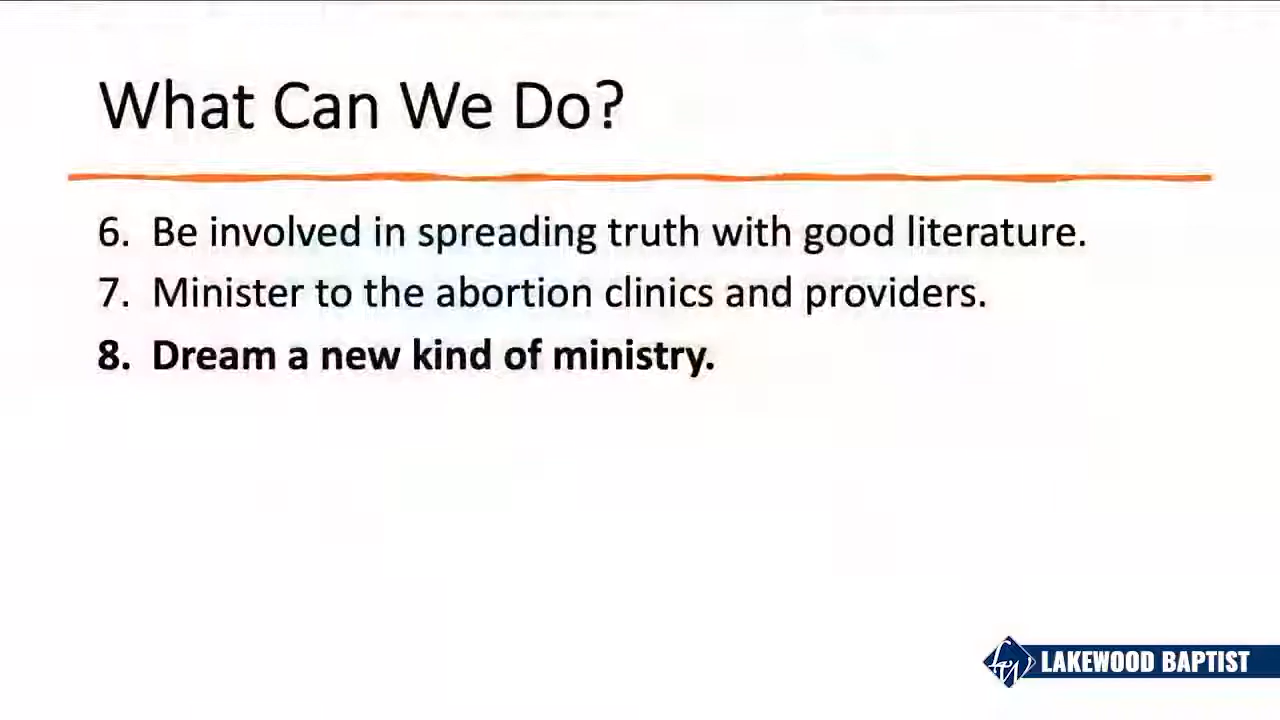 What Can We Do?
6. Be involved in spreading truth with good literature.
7. Minister to the abortion clinics and providers.
8. Dream a new kind of ministry.
LAKEWOOD BAPTIST